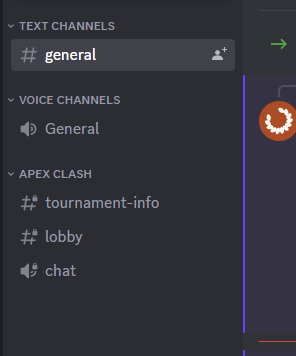 TEXT CHANNELS
general
VOICE CHANNELS
General
APEX CLASH
tournament-info
lobby
chat